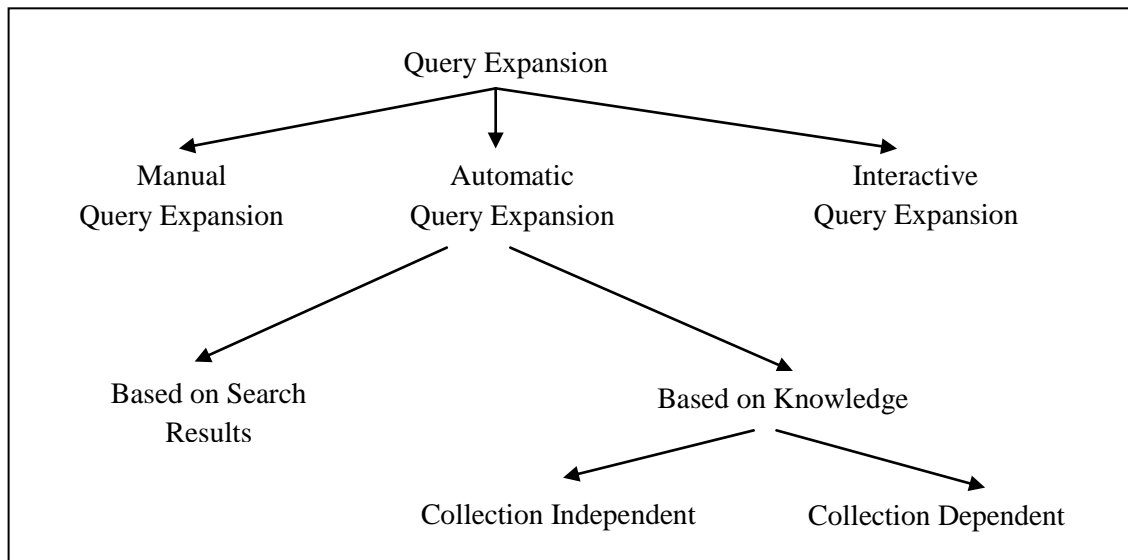 Query Expansion
Manual
Query Expansion
Automatic
Query Expansion
Interactive
Query Expansion
Based on Search
Results
Based on Knowledge
Collection Independent
Collection Dependent